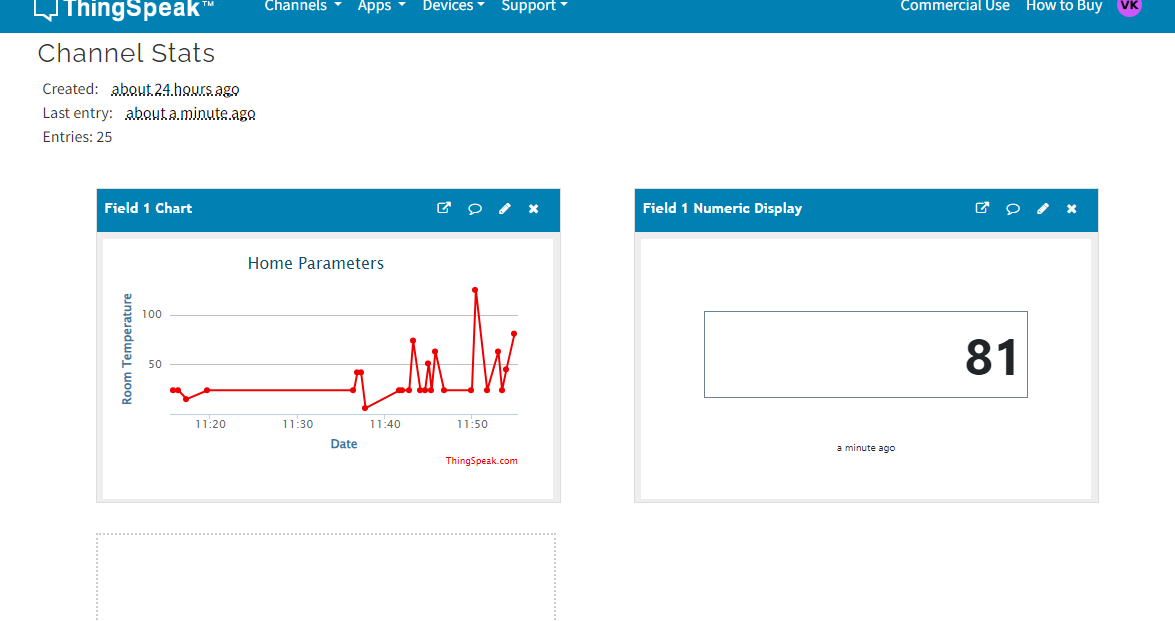 ThingSpeak™ Channels Apps Devices Support Commercial Use How to Buy VK
Channel Stats
Created: about 24 hours ago
Last entry: about a minute ago
Entries: 25
Field 1 Chart
Home Parameters
Room Temperature
100
50
11:20 11:30 11:40 11:50
Date
ThingSpeak.com
Field 1 Numeric Display
81
a minute ago